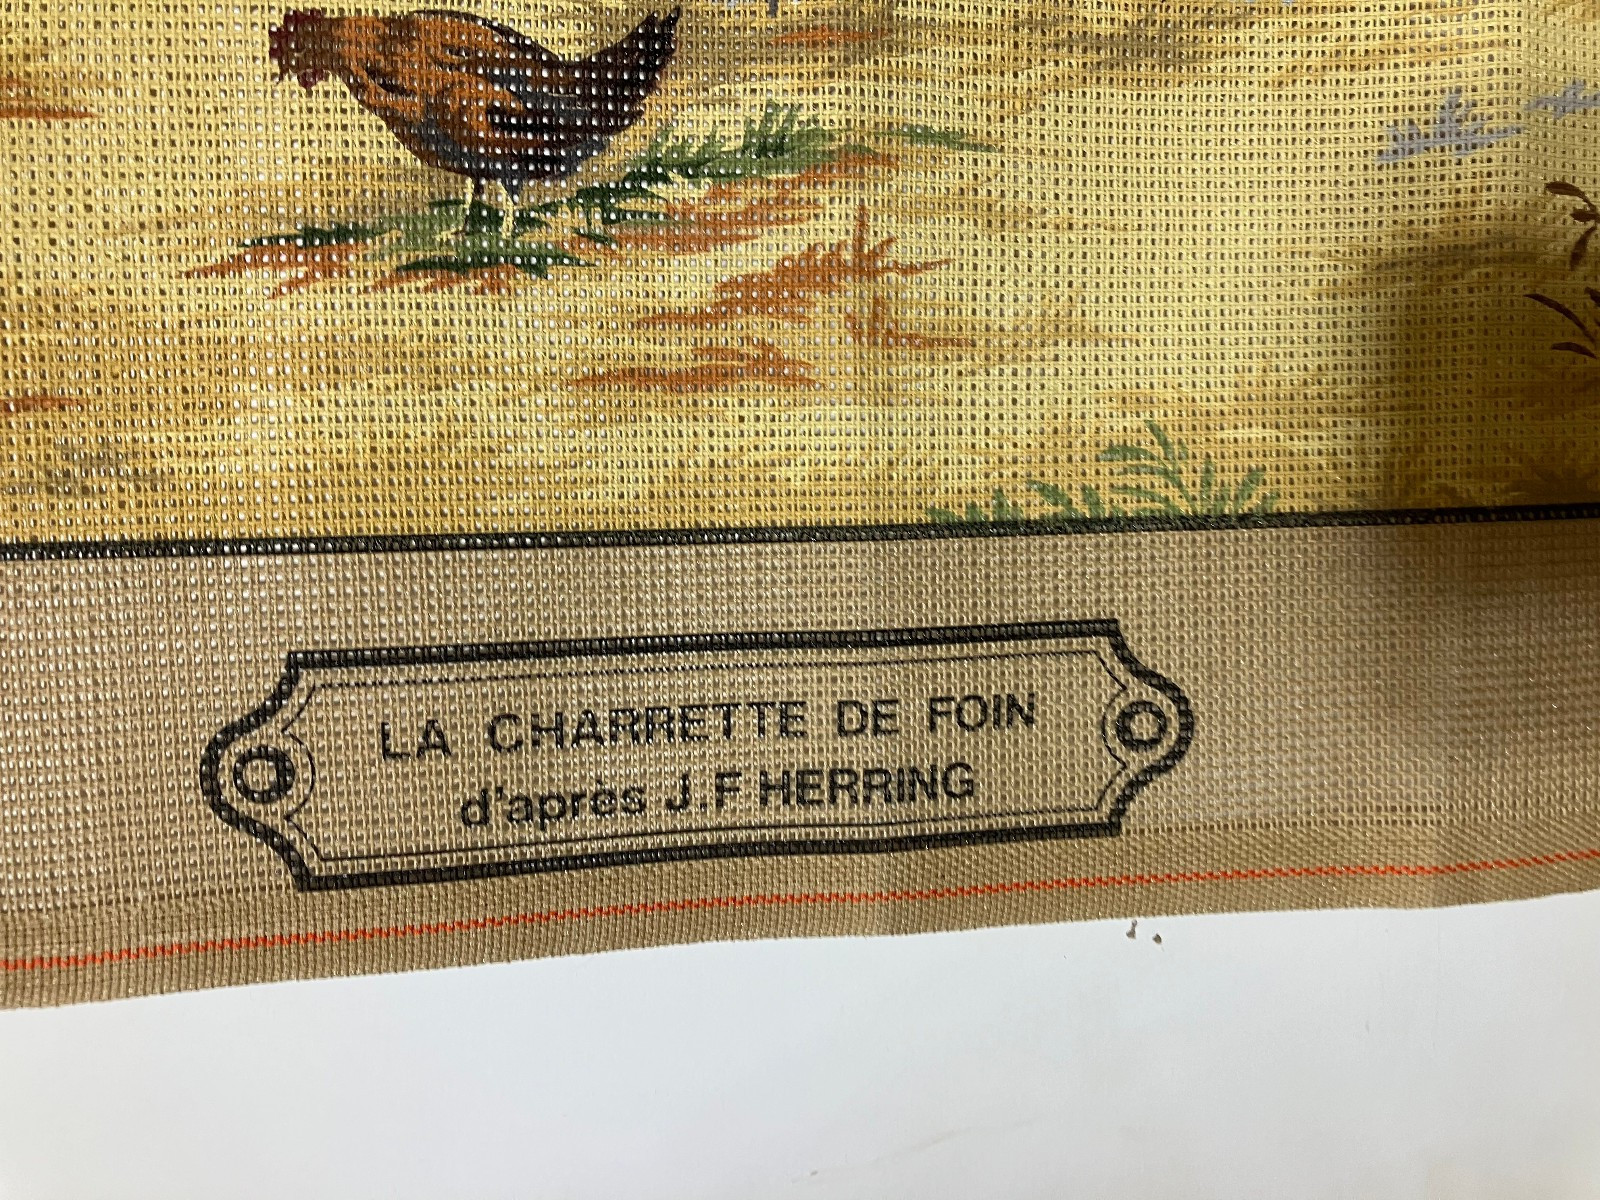 LA CHARRETTE DE FOIN
d'après J.F HERRING